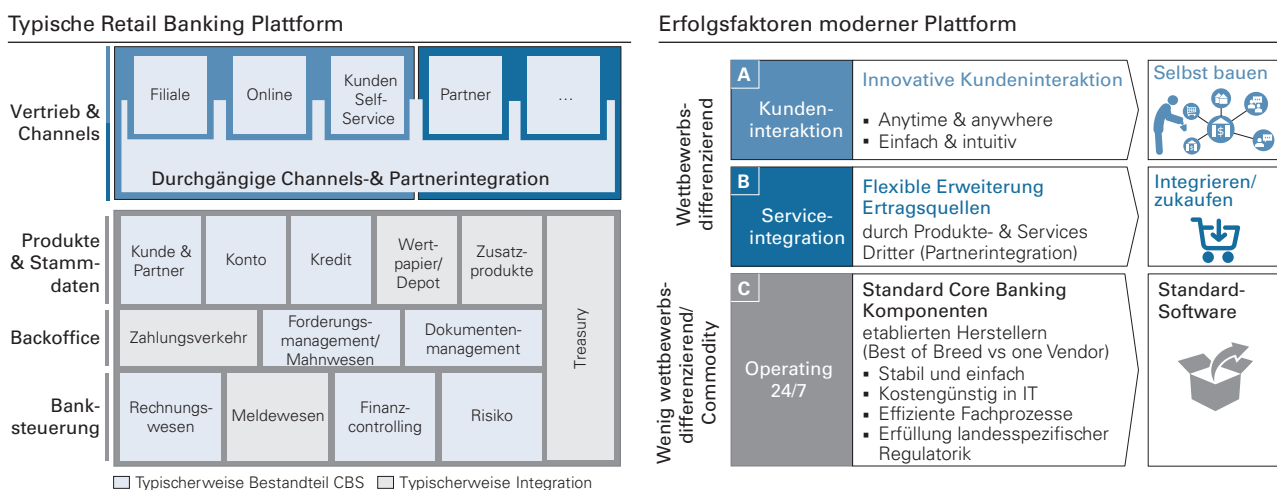 Typische Retail Banking Plattform
Vertrieb &
Channels
Filiale
Online
Kunden
Self-
Service
Partner
…
Durchgängige Channels-& Partnerintegration
Produkte
& Stamm-
daten
Kunde &
Partner
Konto
Kredit
Wert-
papier/
Depot
Zusatz-
produkte
Treasury
Backoffice
Zahlungsverkehr
Forderungs-
management/
Mahnwesen
Dokumenten-
management
Bank-
steuerung
Rechnungs-
wesen
Meldewesen
Finanz-
controlling
Risiko
Typischerweise Bestandteil CBS
Typischerweise Integration
Erfolgsfaktoren moderner Plattform
Wettbewerbs-
differenzierend
A
Kunden-
interaktion
Innovative Kundeninteraktion
▪ Anytime & anywhere
▪ Einfach & intuitiv
Selbst bauen
$
B
Service-
integration
Flexible Erweiterung
Ertragsquellen
durch Produkte- & Services
Dritter (Partnerintegration)
Integrieren/
zukaufen
Wenig wettbewerbs-
differenzierend/
Commodity
C
Operating
24/7
Standard Core Banking
Komponenten
etablierten Herstellern
(Best of Breed vs one Vendor)
▪ Stabil und einfach
▪ Kostengünstig in IT
▪ Effiziente Fachprozesse
▪ Erfüllung landesspezifischer
Regulatorik
Standard-
Software